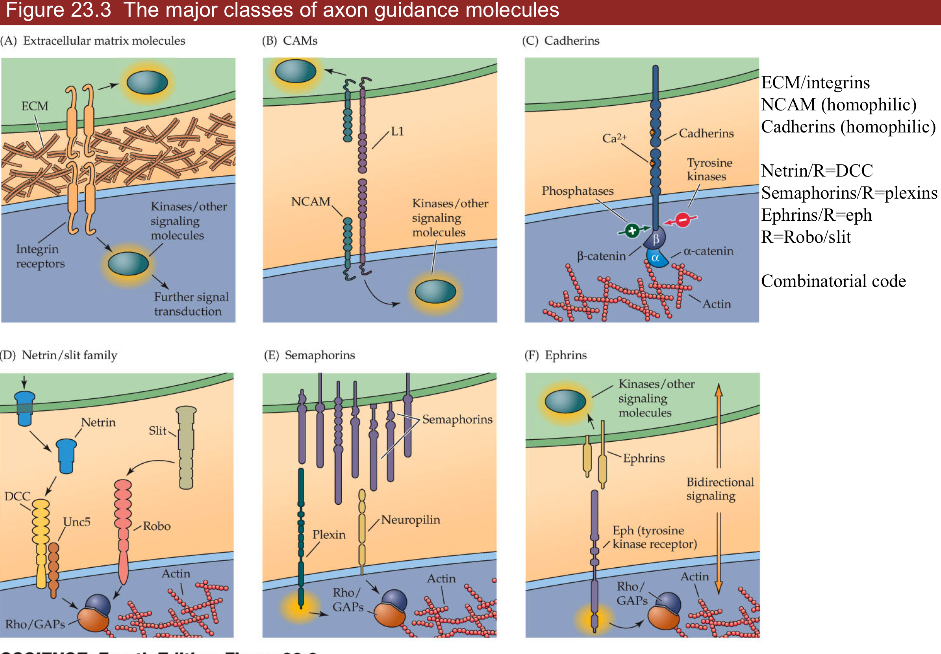 Figure 23.3 The major classes of axon guidance molecules
(A) Extracellular matrix molecules
ECM
Integrin
receptors
Kinases/other
signaling
molecules
Further signal
transduction
(B) CAMs
L1
NCAM
Kinases/other
signaling
molecules
(C) Cadherins
Ca²⁺
Cadherins
Tyrosine
kinases
Phosphatases
+
−
β
α
β-catenin
α-catenin
Actin
ECM/integrins
NCAM (homophilic)
Cadherins (homophilic)
Netrin/R=DCC
Semaphorins/R=plexins
Ephrins/R=eph
R=Robo/slit
Combinatorial code
(D) Netrin/slit family
Netrin
Slit
DCC
Unc5
Robo
Actin
Rho/GAPs
(E) Semaphorins
Semaphorins
Neuropilin
Plexin
Rho/
GAPs
Actin
(F) Ephrins
Kinases/other
signaling
molecules
Ephrins
Bidirectional
signaling
Eph (tyrosine
kinase receptor)
Rho/
GAPs
Actin